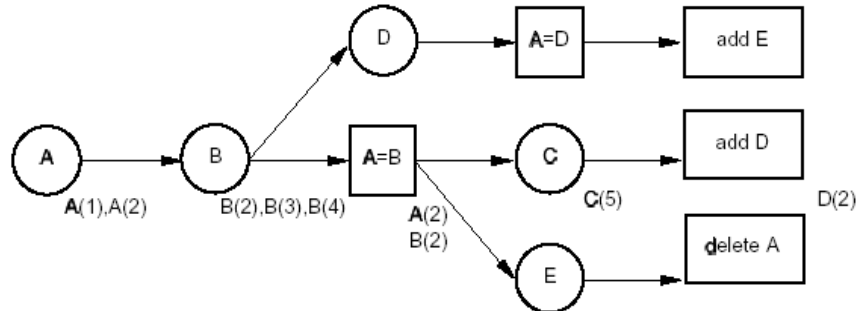 D
A=D
add E
A
B
A=B
C
add D
A(1),A(2)
B(2),B(3),B(4)
A(2)
B(2)
C(5)
D(2)
E
delete A